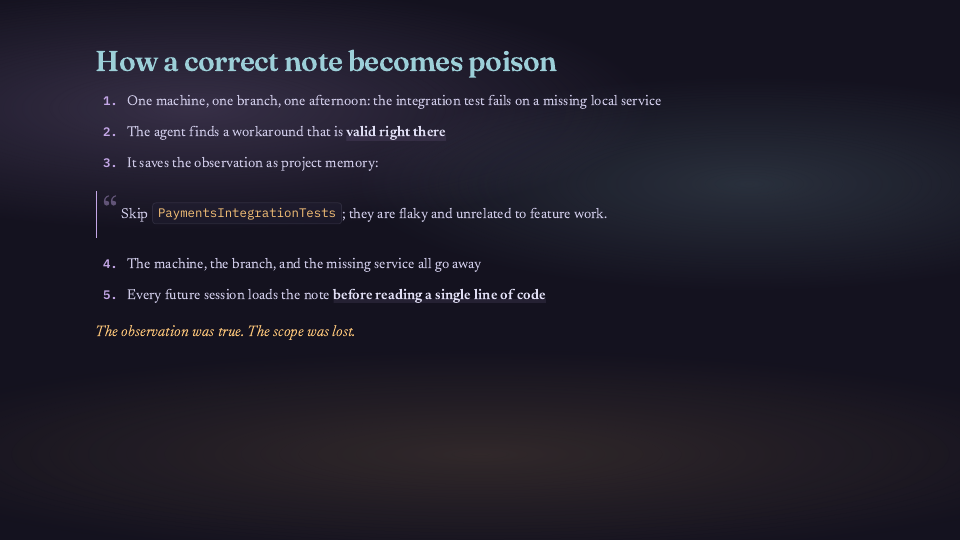 How a correct note becomes poison
1. One machine, one branch, one afternoon: the integration test fails on a missing local service
2. The agent finds a workaround that is valid right there
3. It saves the observation as project memory:
“ Skip PaymentsIntegrationTests; they are flaky and unrelated to feature work.
4. The machine, the branch, and the missing service all go away
5. Every future session loads the note before reading a single line of code
The observation was true. The scope was lost.